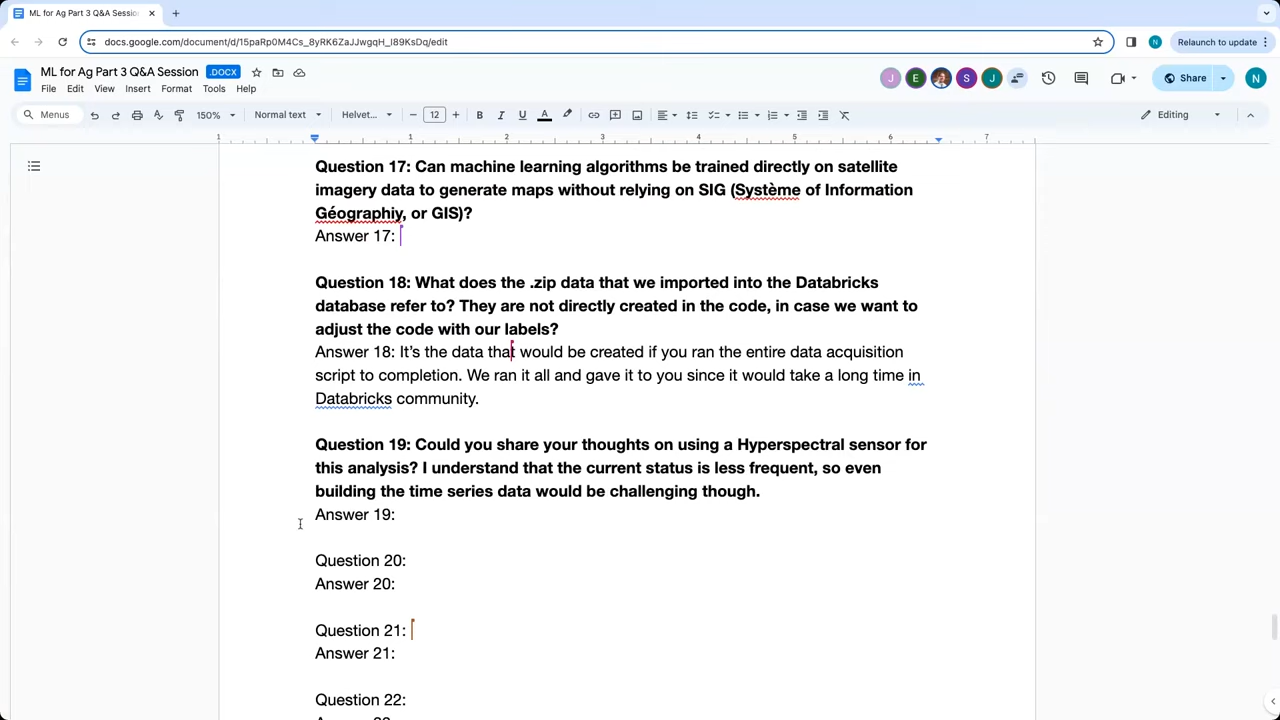 ML for Ag Part 3 Q&A Session
docs.google.com/document/d/15paRp0M4Cs_8yRK6ZaJJwgqH_I89KsDq/edit
N
Relaunch to update
ML for Ag Part 3 Q&A Session
.DOCX
J
E
S
J
Share
N
File Edit View Insert Format Tools Help
Menus
150%
Normal text
Helvet...
12
B I U A
Editing
1 1 2 3 4 5 6 7
Question 17: Can machine learning algorithms be trained directly on satellite
imagery data to generate maps without relying on SIG (Système of Information
Géographiy, or GIS)?
Answer 17:
Question 18: What does the .zip data that we imported into the Databricks
database refer to? They are not directly created in the code, in case we want to
adjust the code with our labels?
Answer 18: It’s the data that would be created if you ran the entire data acquisition
script to completion. We ran it all and gave it to you since it would take a long time in
Databricks community.
Question 19: Could you share your thoughts on using a Hyperspectral sensor for
this analysis? I understand that the current status is less frequent, so even
building the time series data would be challenging though.
Answer 19:
Question 20:
Answer 20:
Question 21:
Answer 21:
Question 22: